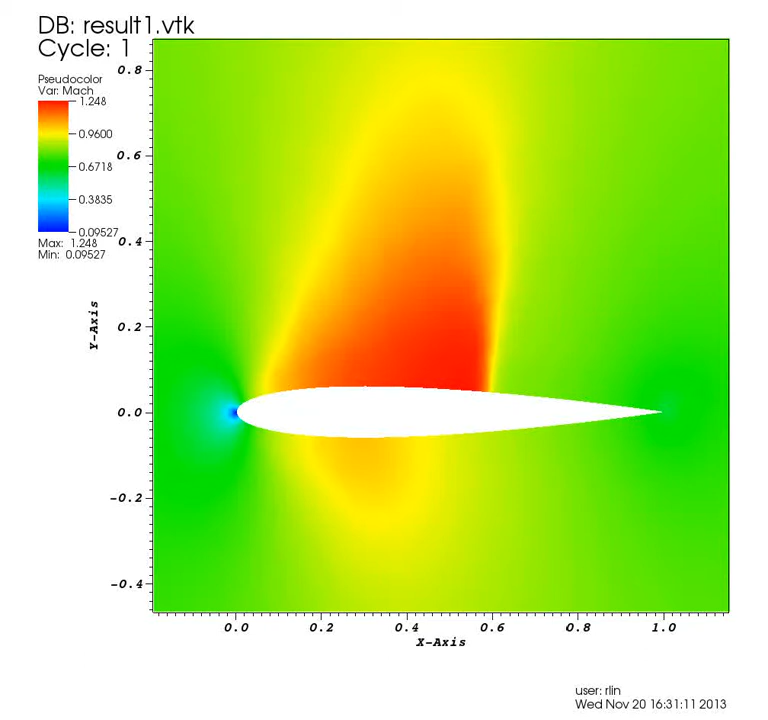 DB: result1.vtk
Cycle: 1
Pseudocolor
Var: Mach
1.248
0.9600
0.6718
0.3835
0.09527
Max: 1.248
Min: 0.09527
0.8
0.6
0.4
0.2
0.0
-0.2
-0.4
Y-Axis
0.0 0.2 0.4 0.6 0.8 1.0
X-Axis
user: rlin
Wed Nov 20 16:31:11 2013